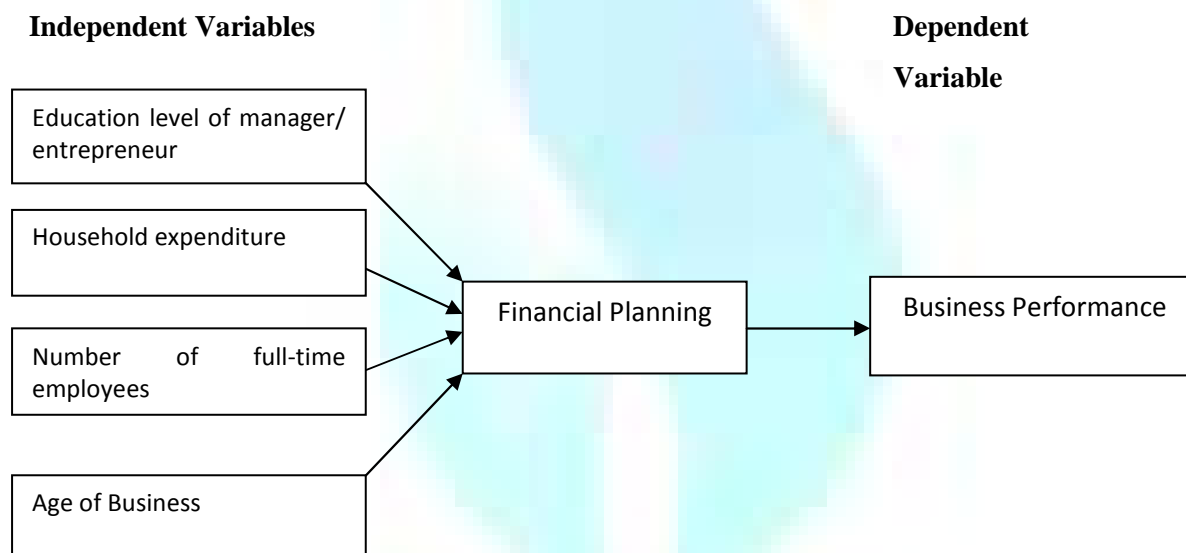 Independent Variables
Dependent
Variable
Education level of manager/
entrepreneur
Household expenditure
Number of full-time
employees
Age of Business
Financial Planning
Business Performance